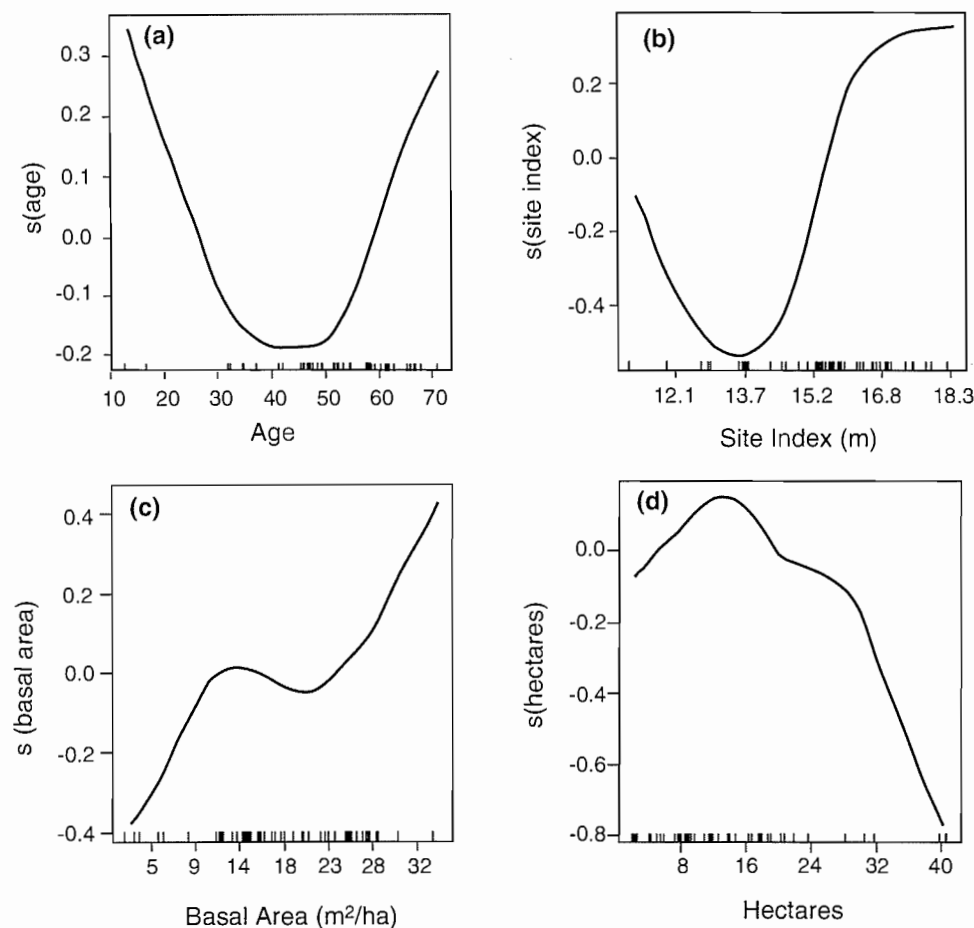 (a)
s(age)
0.3
0.2
0.1
0.0
-0.1
-0.2
10 20 30 40 50 60 70
Age
(b)
s(site index)
0.2
0.0
-0.2
-0.4
12.1 13.7 15.2 16.8 18.3
Site Index (m)
(c)
s (basal area)
0.4
0.2
0.0
-0.2
-0.4
5 9 14 18 23 28 32
Basal Area (m²/ha)
(d)
s(hectares)
0.0
-0.2
-0.4
-0.6
-0.8
8 16 24 32 40
Hectares